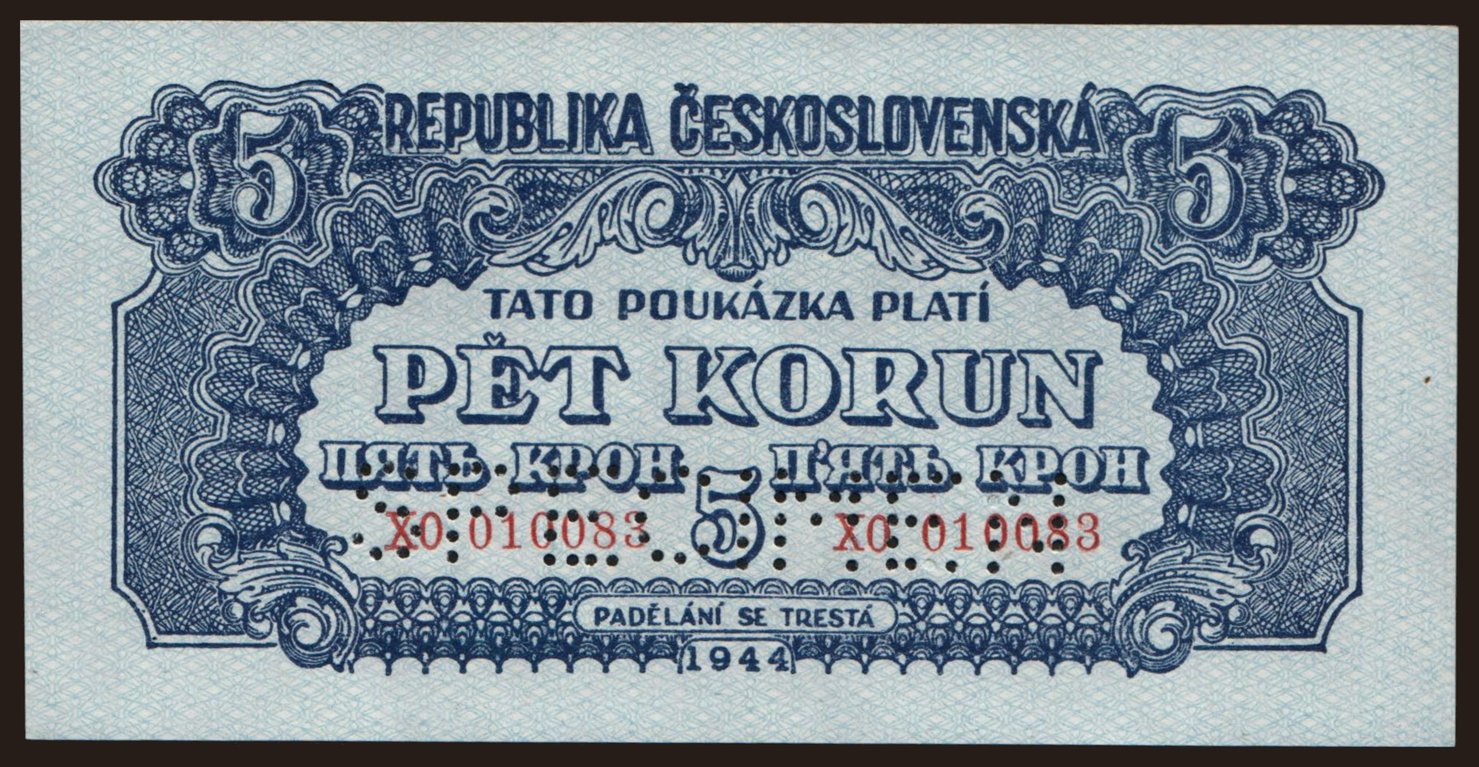 5 REPUBLIKA ČESKOSLOVENSKÁ 5
TATO POUKÁZKA PLATÍ
PĚT KORUN
ПЯТЬ КРОН П'ЯТЬ КРОН
5
XO 010083 XO 010083
SPECIMEN
PADĚLÁNÍ SE TRESTÁ
1944